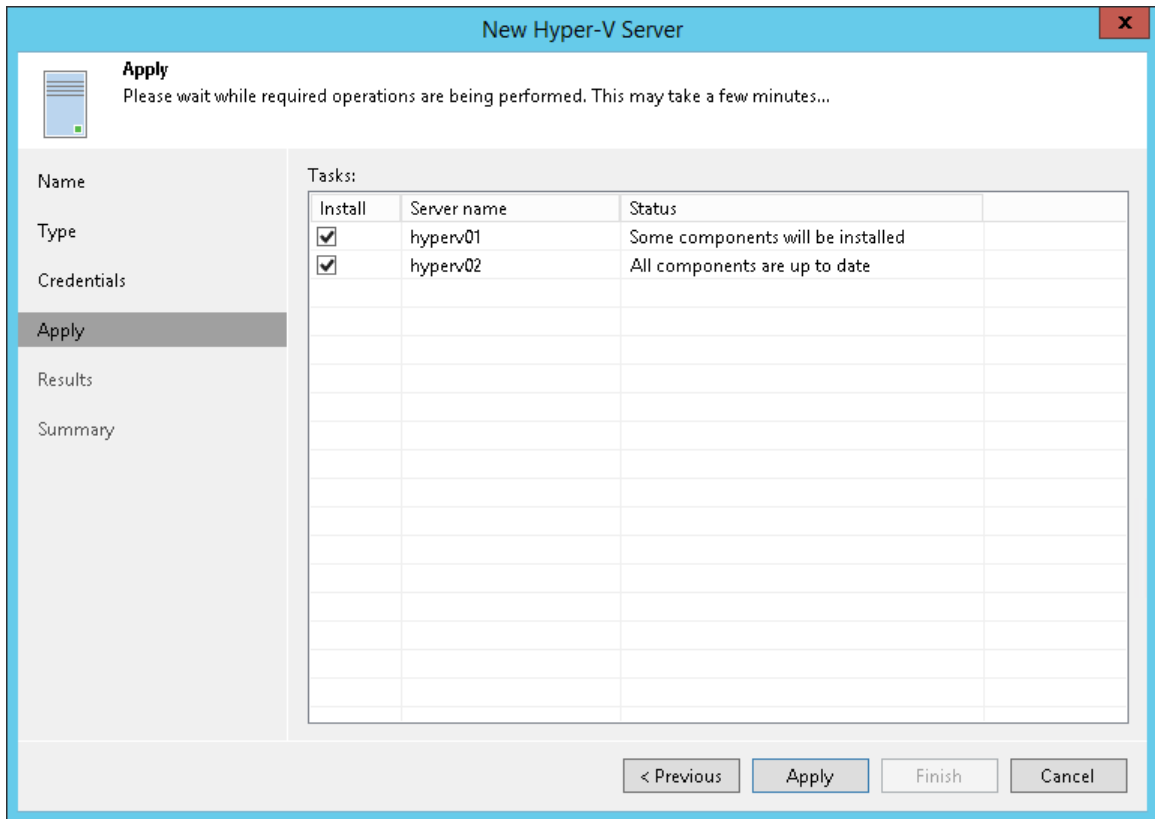 New Hyper-V Server
x
Apply
Please wait while required operations are being performed. This may take a few minutes...
Name
Type
Credentials
Apply
Results
Summary
Tasks:
Install Server name Status
hyperv01 Some components will be installed
hyperv02 All components are up to date
< Previous Apply Finish Cancel